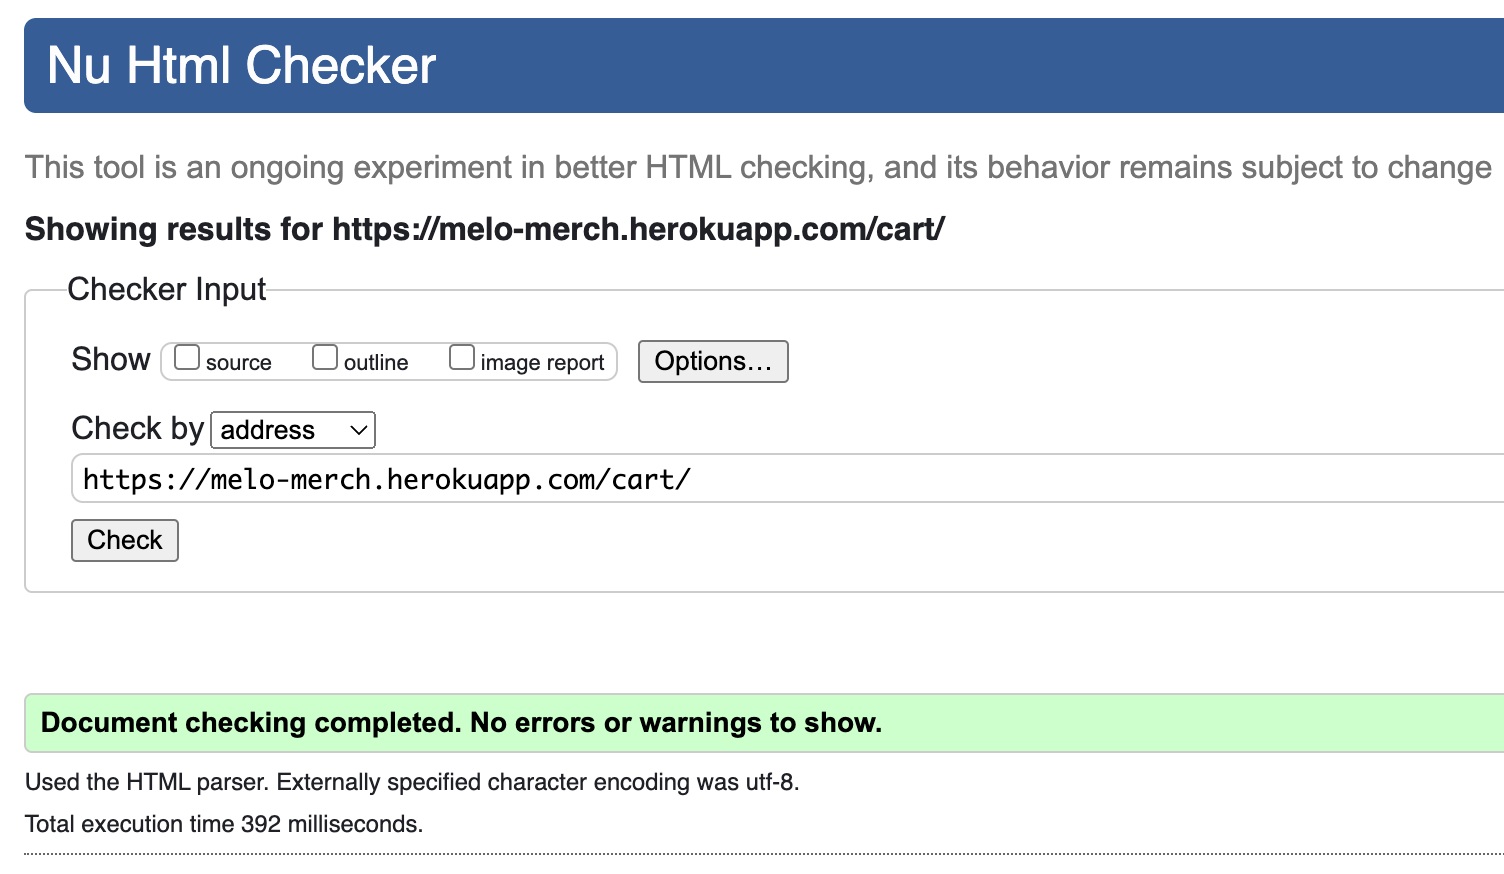 Nu Html Checker
This tool is an ongoing experiment in better HTML checking, and its behavior remains subject to change
Showing results for https://melo-merch.herokuapp.com/cart/
Checker Input
Show source outline image report Options...
Check by address
https://melo-merch.herokuapp.com/cart/
Check
Document checking completed. No errors or warnings to show.
Used the HTML parser. Externally specified character encoding was utf-8.
Total execution time 392 milliseconds.